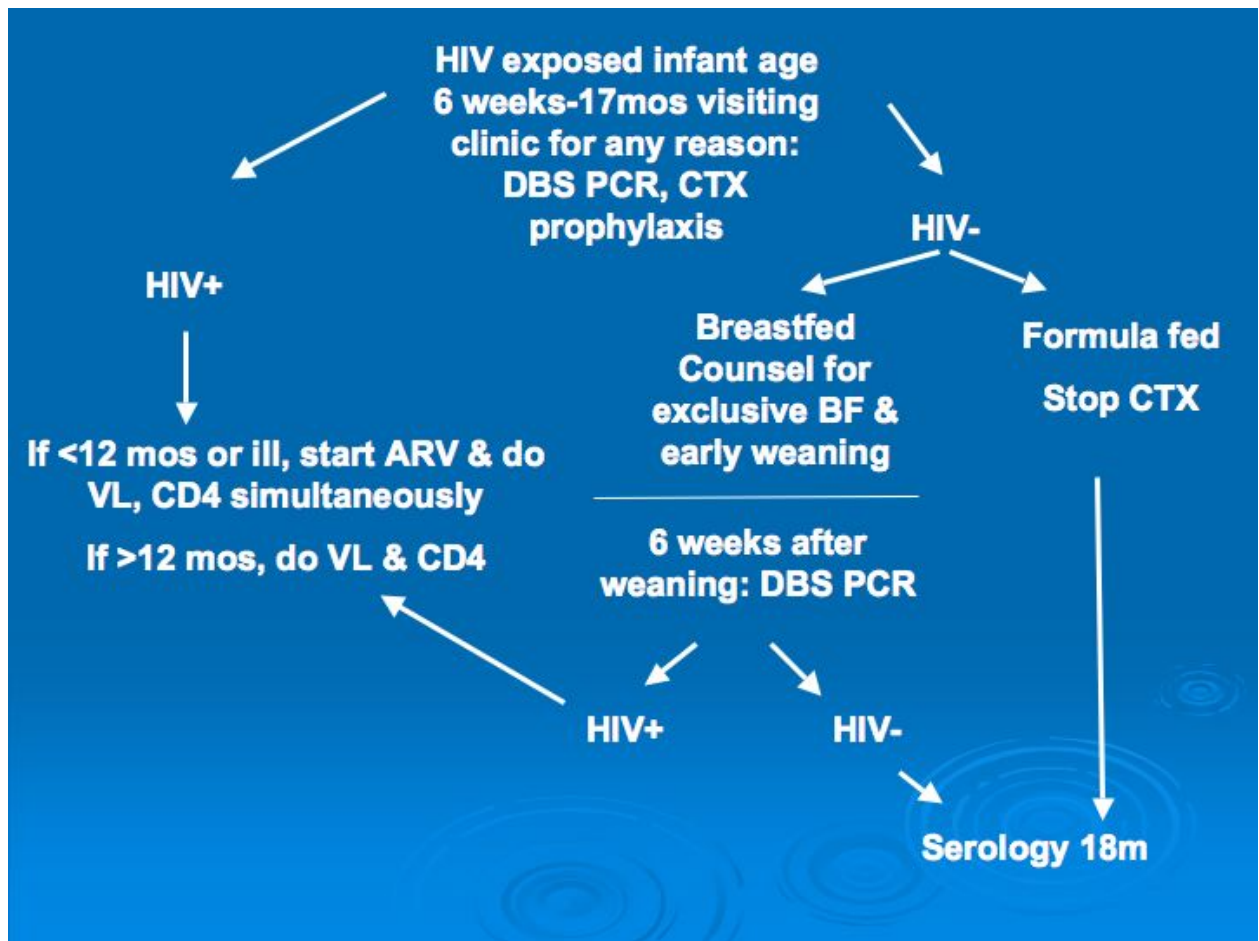 HIV exposed infant age
6 weeks-17mos visiting
clinic for any reason:
DBS PCR, CTX
prophylaxis
HIV-
HIV+
Breastfed
Counsel for
exclusive BF &
early weaning
Formula fed
Stop CTX
If <12 mos or ill, start ARV & do
VL, CD4 simultaneously
If >12 mos, do VL & CD4
6 weeks after
weaning: DBS PCR
HIV+
HIV-
Serology 18m